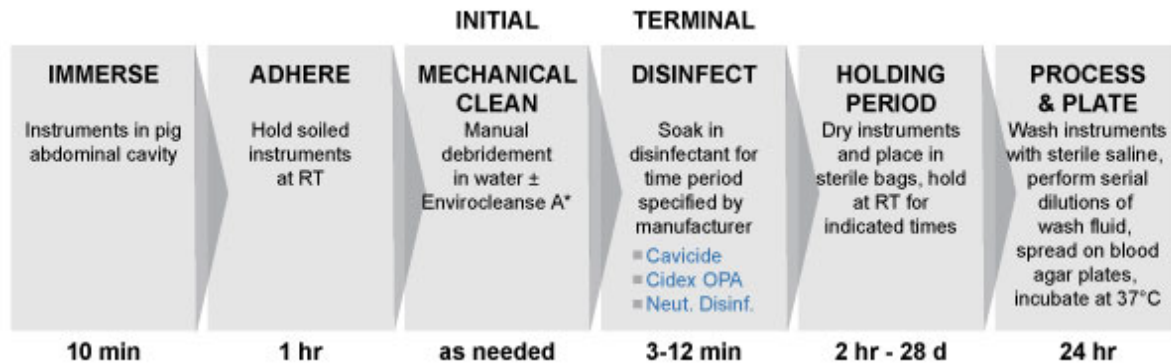 INITIAL
TERMINAL
IMMERSE
Instruments in pig
abdominal cavity
10 min
ADHERE
Hold soiled
instruments
at RT
1 hr
MECHANICAL
CLEAN
Manual
debridement
in water ±
Envirocleanse A*
as needed
DISINFECT
Soak in
disinfectant for
time period
specified by
manufacturer
Cavicide
Cidex OPA
Neut. Disinf.
3-12 min
HOLDING
PERIOD
Dry instruments
and place in
sterile bags, hold
at RT for
indicated times
2 hr - 28 d
PROCESS
& PLATE
Wash instruments
with sterile saline,
perform serial
dilutions of
wash fluid,
spread on blood
agar plates,
incubate at 37°C
24 hr